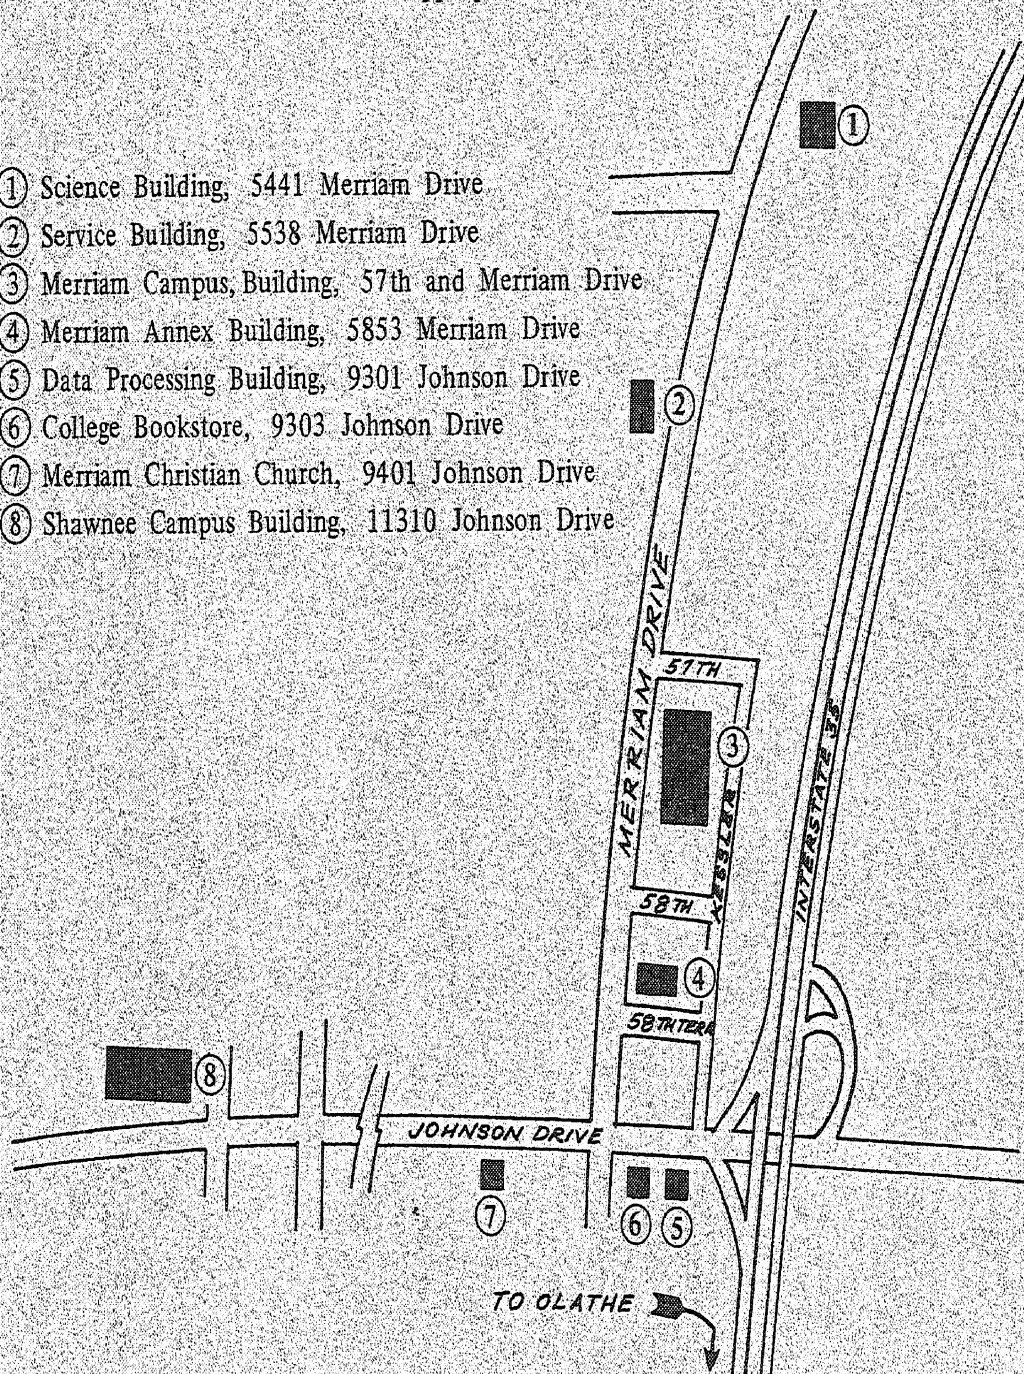 ① Science Building, 5441 Merriam Drive
② Service Building, 5538 Merriam Drive
③ Merriam Campus, Building, 57th and Merriam Drive
④ Merriam Annex Building, 5853 Merriam Drive
⑤ Data Processing Building, 9301 Johnson Drive
⑥ College Bookstore, 9303 Johnson Drive
⑦ Merriam Christian Church, 9401 Johnson Drive
⑧ Shawnee Campus Building, 11310 Johnson Drive
①
②
MERRIAM DRIVE
57TH
③
KESSLER
INTERSTATE 35
58TH
④
58TH TERR
⑧
JOHNSON DRIVE
⑦
⑥
⑤
TO OLATHE